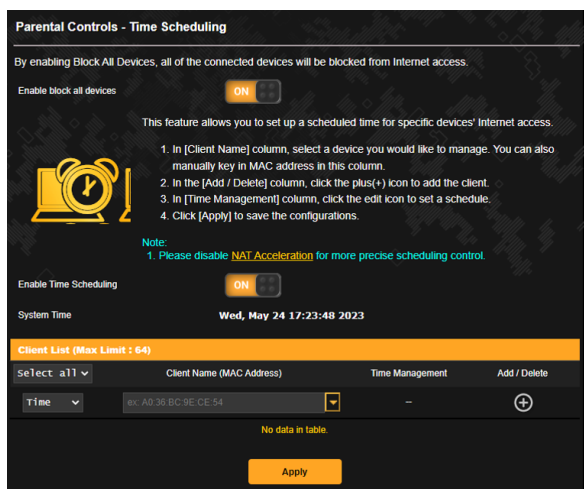 Parental Controls - Time Scheduling
By enabling Block All Devices, all of the connected devices will be blocked from Internet access.
Enable block all devices
ON
This feature allows you to set up a scheduled time for specific devices' Internet access.
1. In [Client Name] column, select a device you would like to manage. You can also
manually key in MAC address in this column.
2. In the [Add / Delete] column, click the plus(+) icon to add the client.
3. In [Time Management] column, click the edit icon to set a schedule.
4. Click [Apply] to save the configurations.
Note:
1. Please disable NAT Acceleration for more precise scheduling control.
Enable Time Scheduling
ON
System Time
Wed, May 24 17:23:48 2023
Client List (Max Limit : 64)
Select all
Client Name (MAC Address)
Time Management
Add / Delete
Time
ex: A0:36:BC:9E:CE:54
--
No data in table.
Apply